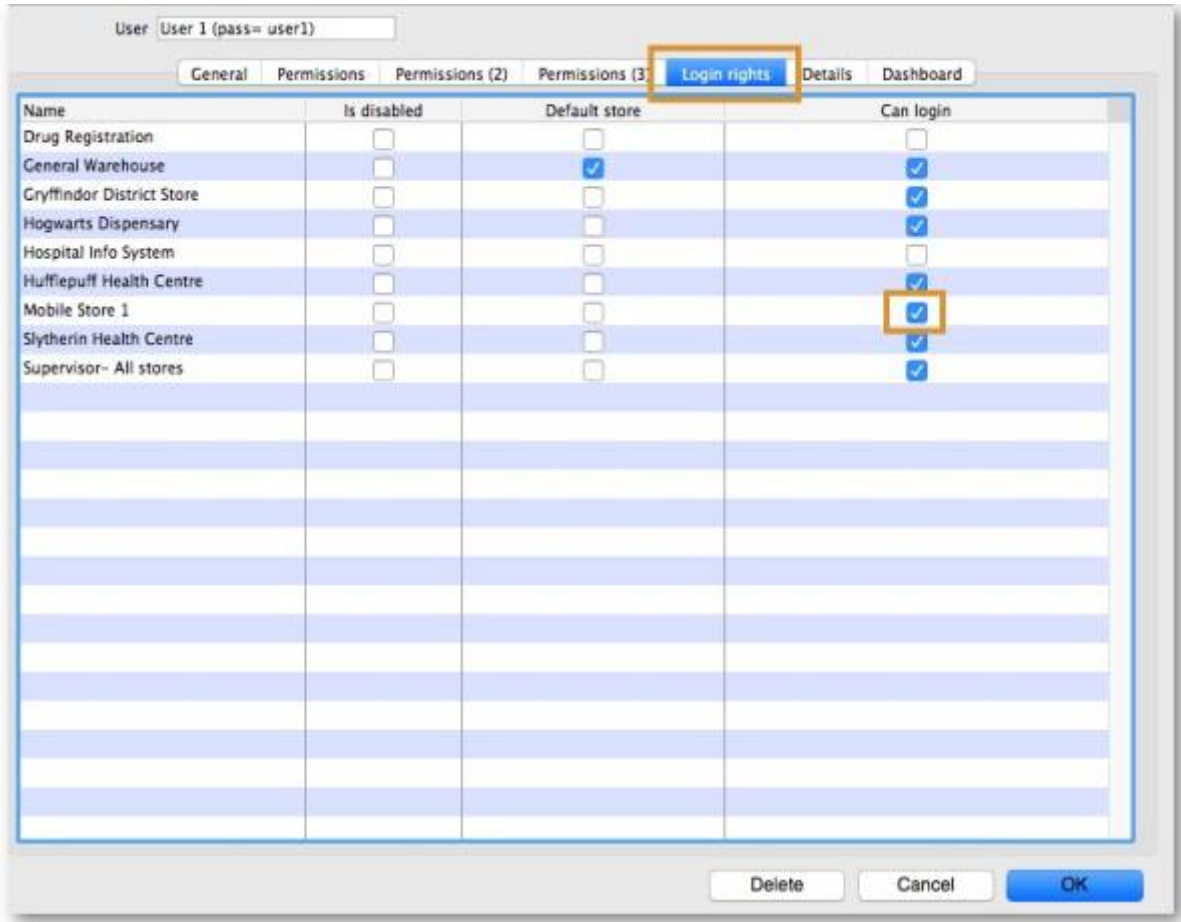 User User 1 (pass= user1)
General Permissions Permissions (2) Permissions (3) Login rights Details Dashboard
Name Is disabled Default store Can login
Drug Registration
General Warehouse
Gryffindor District Store
Hogwarts Dispensary
Hospital Info System
Hufflepuff Health Centre
Mobile Store 1
Slytherin Health Centre
Supervisor- All stores
Delete Cancel OK